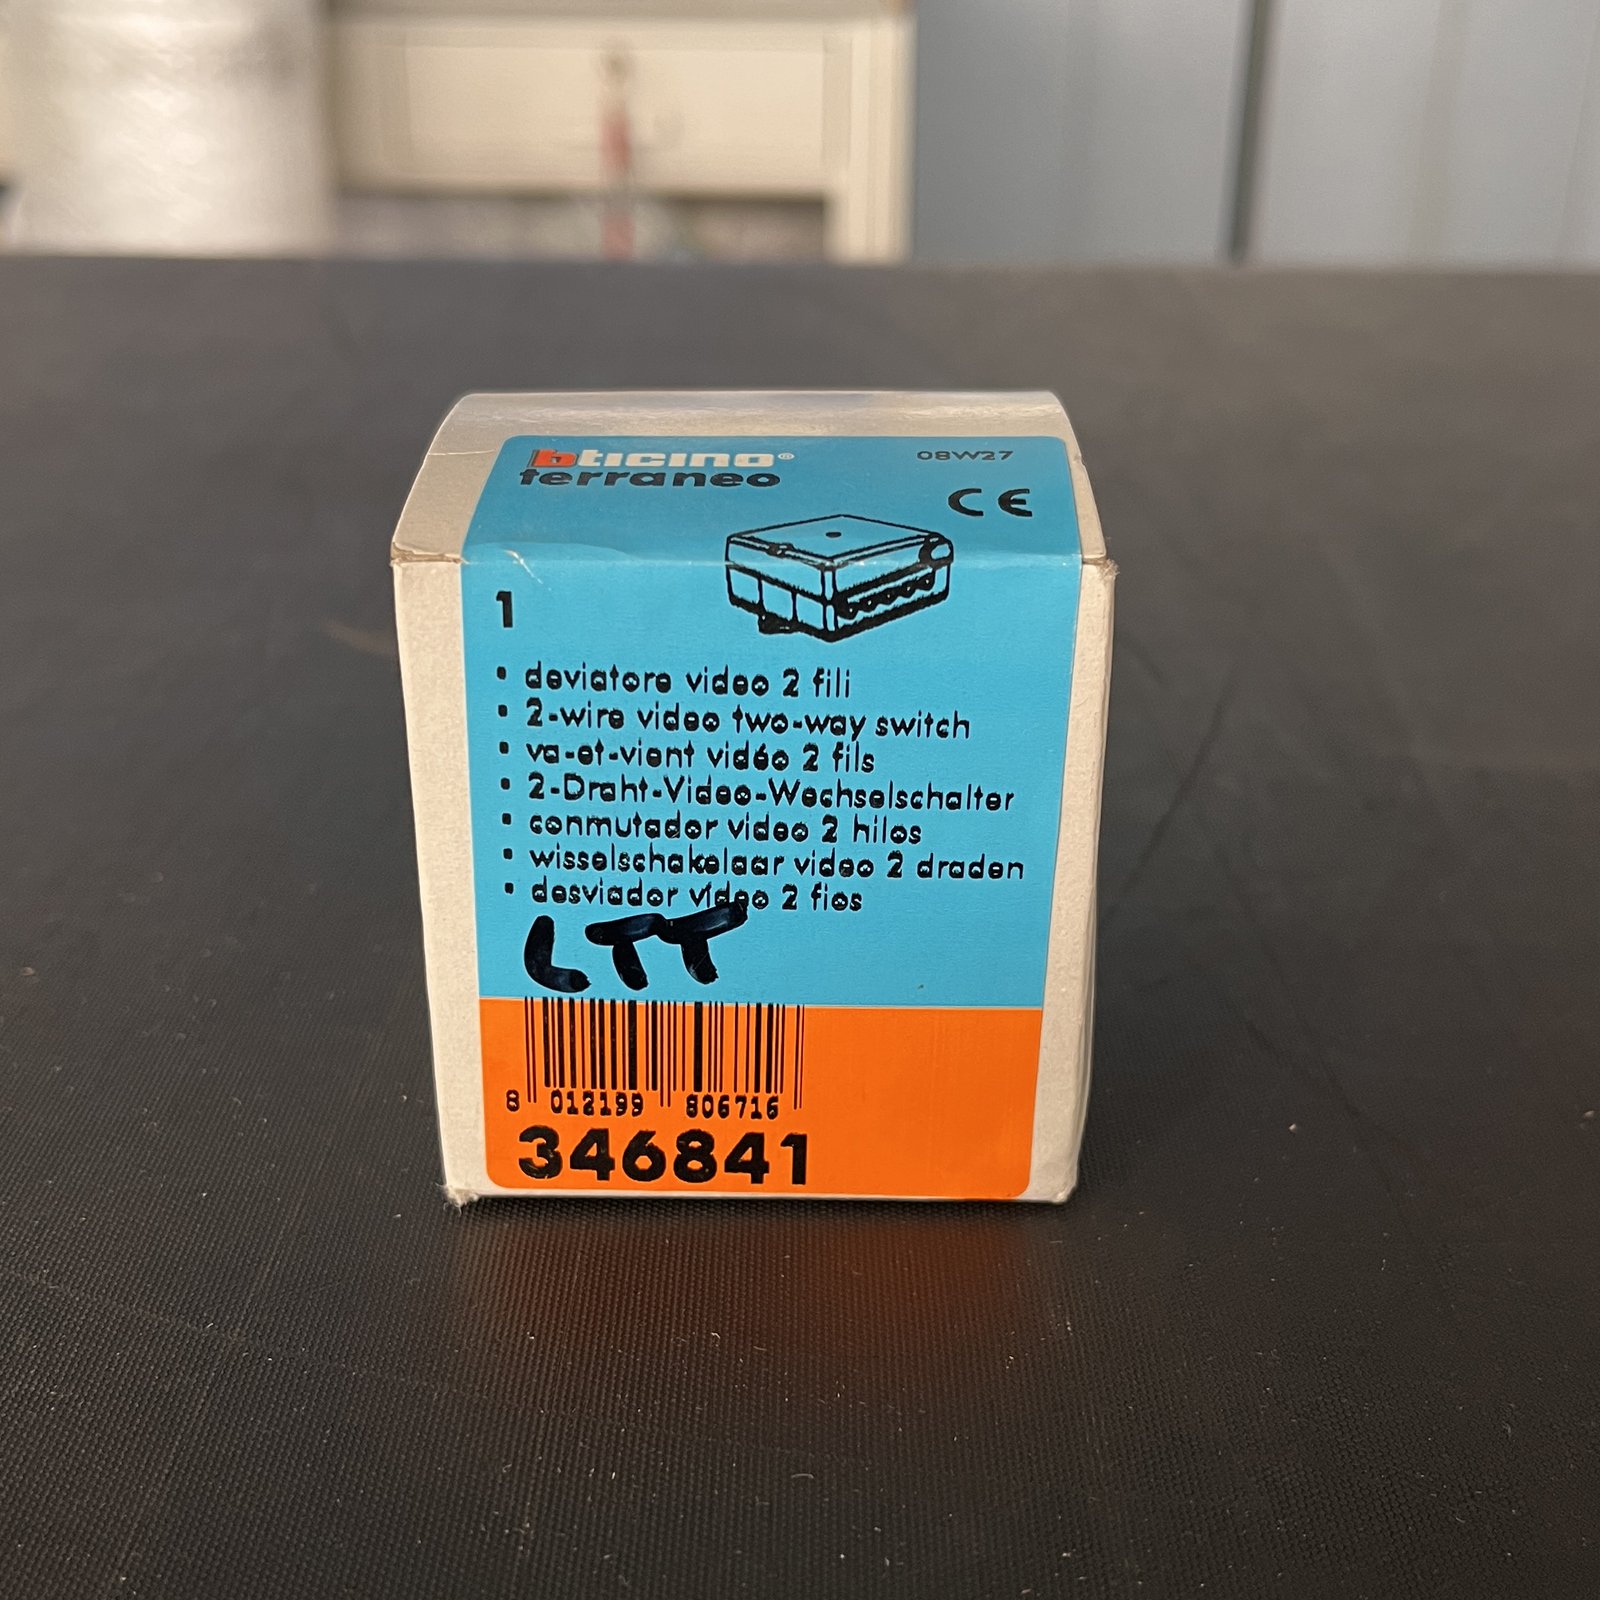 bticino®
terraneo
08W27
CE
1
• deviatore video 2 fili
• 2-wire video two-way switch
• va-et-vient vidéo 2 fils
• 2-Draht-Video-Wechselschalter
• conmutador video 2 hilos
• wisselschakelaar video 2 draden
• desviador vídeo 2 fios
LTT
8 012199 806716
346841